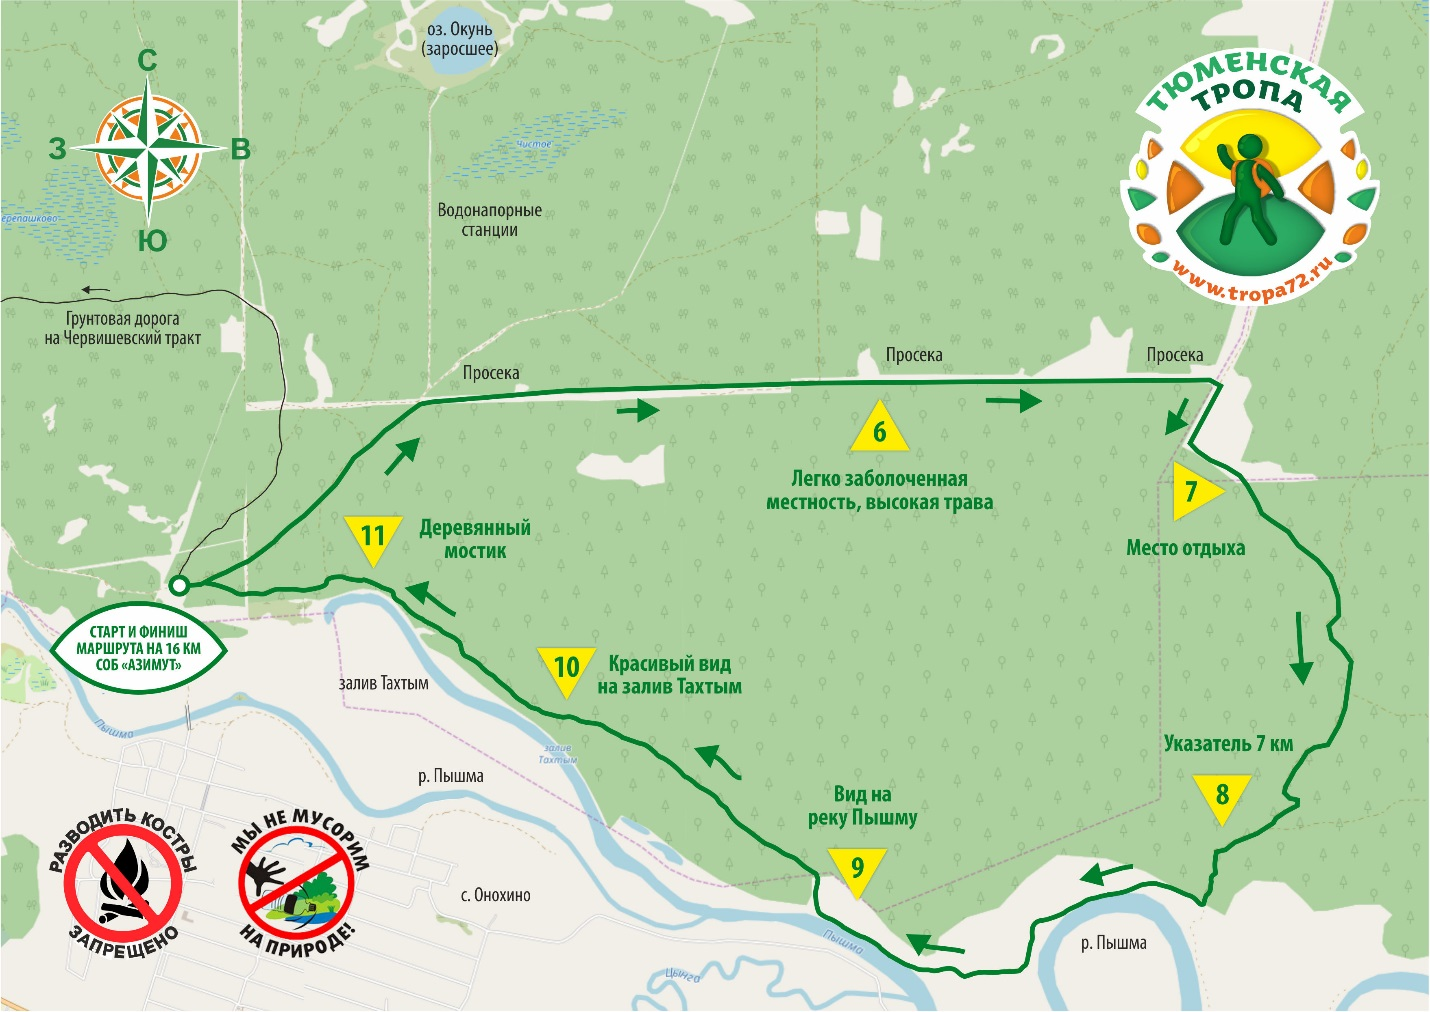 оз. Окунь
(заросшее)
С
З
В
Ю
ТЮМЕНСКАЯ
ТРОПА
www.tropa72.ru
Чистое
Водонапорные
станции
Грунтовая дорога
на Червишевский тракт
Просека
Просека
Просека
6
Легко заболоченная
местность, высокая трава
7
Место отдыха
11
Деревянный
мостик
СТАРТ И ФИНИШ
МАРШРУТА НА 16 КМ
СОБ «АЗИМУТ»
10
Красивый вид
на залив Тахтым
залив Тахтым
Пышма
залив
Тахтым
р. Пышма
Указатель 7 км
8
Вид на
реку Пышму
9
РАЗВОДИТЬ КОСТРЫ
ЗАПРЕЩЕНО
МЫ НЕ МУСОРИМ
НА ПРИРОДЕ!
с. Онохино
Пышма
р. Пышма
Цынга